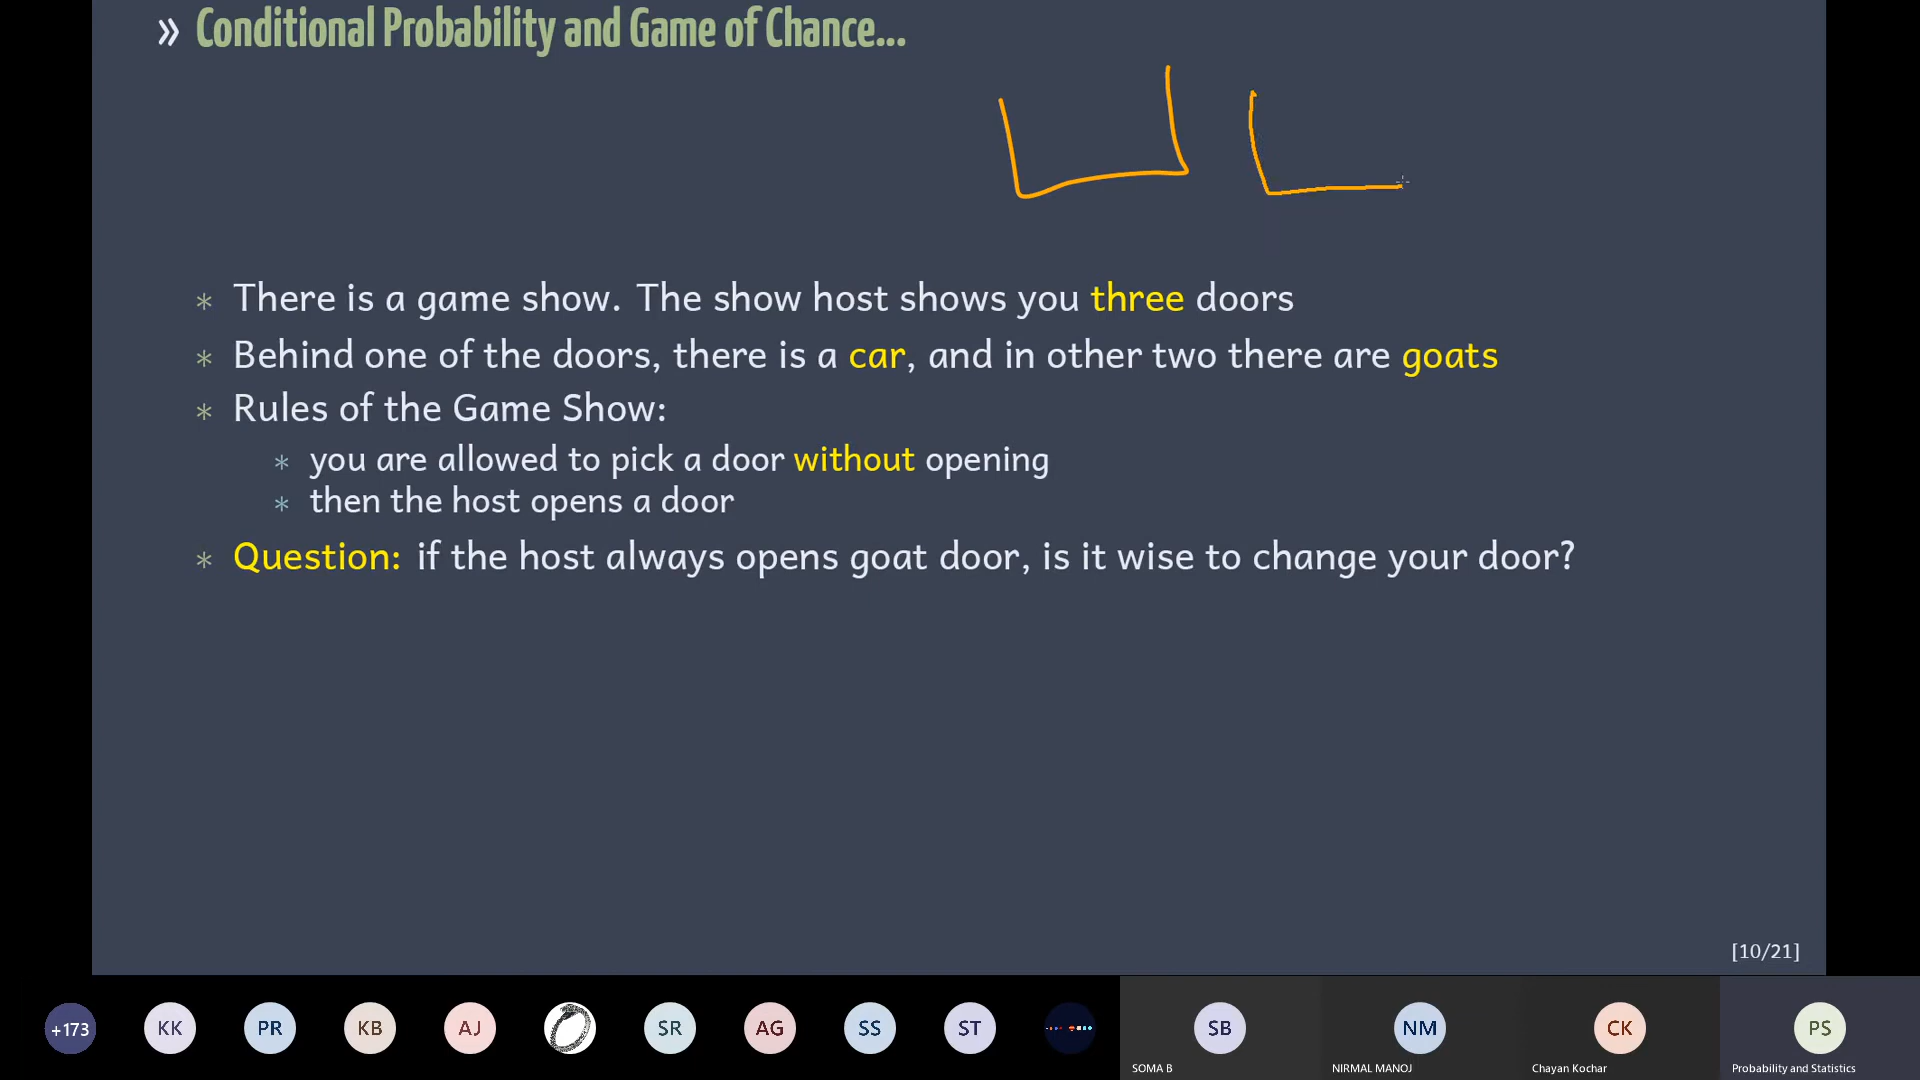 » Conditional Probability and Game of Chance...
* There is a game show. The show host shows you three doors
* Behind one of the doors, there is a car, and in other two there are goats
* Rules of the Game Show:
* you are allowed to pick a door without opening
* then the host opens a door
* Question: if the host always opens goat door, is it wise to change your door?
[10/21]
+173 KK PR KB AJ SR AG SS ST SB NM CK PS
SOMA B NIRMAL MANOJ Chayan Kochar Probability and Statistics